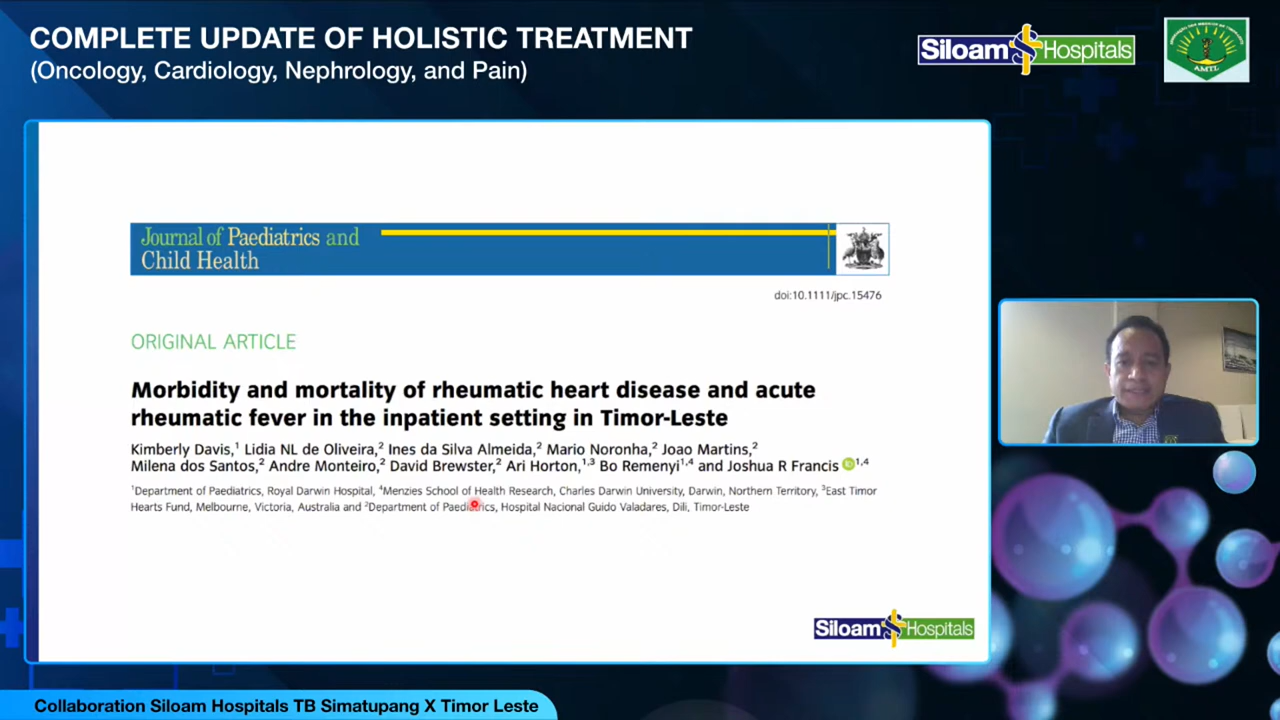 COMPLETE UPDATE OF HOLISTIC TREATMENT
(Oncology, Cardiology, Nephrology, and Pain)
Siloam Hospitals
AMTL
Journal of Paediatrics and
Child Health
doi:10.1111/jpc.15476
ORIGINAL ARTICLE
Morbidity and mortality of rheumatic heart disease and acute
rheumatic fever in the inpatient setting in Timor-Leste
Kimberly Davis,¹ Lidia NL de Oliveira,² Ines da Silva Almeida,² Mario Noronha,² Joao Martins,²
Milena dos Santos,² Andre Monteiro,² David Brewster,² Ari Horton,¹,³ Bo Remenyi¹,⁴ and Joshua R Francis iD ¹,⁴
¹Department of Paediatrics, Royal Darwin Hospital, ⁴Menzies School of Health Research, Charles Darwin University, Darwin, Northern Territory, ³East Timor
Hearts Fund, Melbourne, Victoria, Australia and ²Department of Paediatrics, Hospital Nacional Guido Valadares, Dili, Timor-Leste
Siloam Hospitals
Collaboration Siloam Hospitals TB Simatupang X Timor Leste